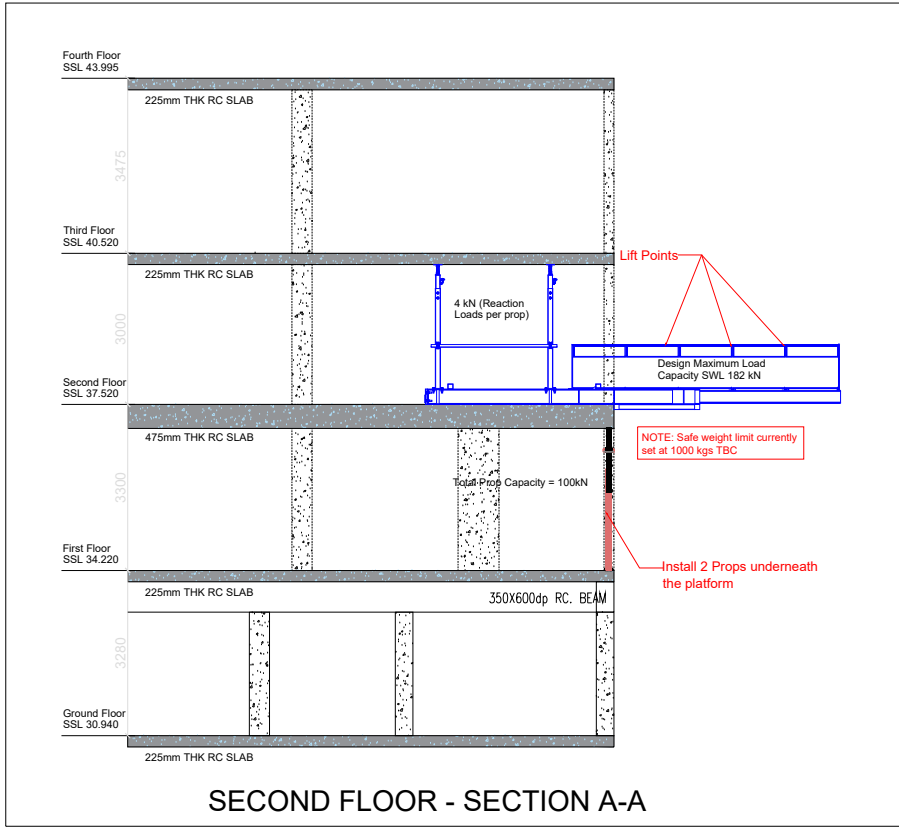 Fourth Floor
SSL 43.995
225mm THK RC SLAB
3475
Third Floor
SSL 40.520
225mm THK RC SLAB
Lift Points
4 kN (Reaction
Loads per prop)
3000
Design Maximum Load
Capacity SWL 182 kN
Second Floor
SSL 37.520
475mm THK RC SLAB
NOTE: Safe weight limit currently
set at 1000 kgs TBC
Total Prop Capacity = 100kN
3300
First Floor
SSL 34.220
Install 2 Props underneath
the platform
225mm THK RC SLAB
350X600dp RC. BEAM
3280
Ground Floor
SSL 30.940
225mm THK RC SLAB
SECOND FLOOR - SECTION A-A